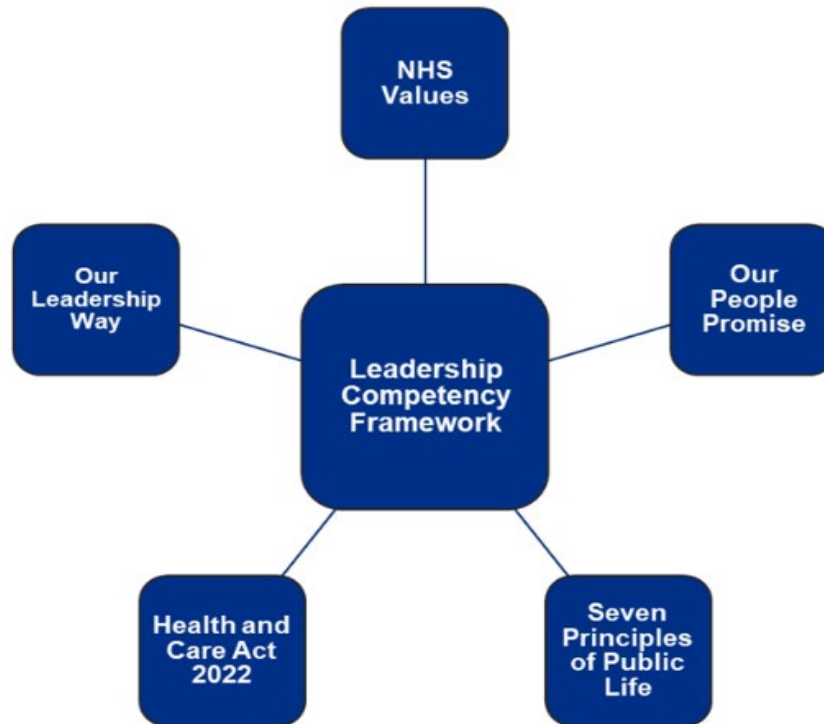 NHS
Values
Our
Leadership
Way
Our
People
Promise
Leadership
Competency
Framework
Health and
Care Act
2022
Seven
Principles
of Public
Life